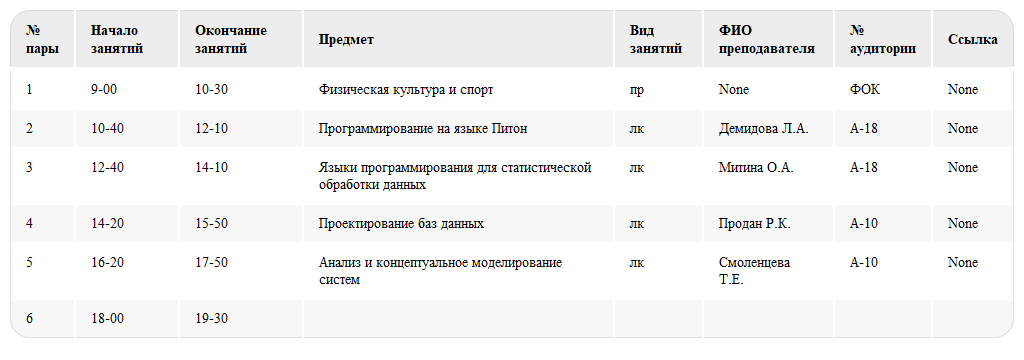 № пары Начало занятий Окончание занятий Предмет Вид занятий ФИО преподавателя № аудитории Ссылка
1 9-00 10-30 Физическая культура и спорт пр None ФОК None
2 10-40 12-10 Программирование на языке Питон лк Демидова Л.А. А-18 None
3 12-40 14-10 Языки программирования для статистической обработки данных лк Митина О.А. А-18 None
4 14-20 15-50 Проектирование баз данных лк Продан Р.К. А-10 None
5 16-20 17-50 Анализ и концептуальное моделирование систем лк Смоленцева Т.Е. А-10 None
6 18-00 19-30